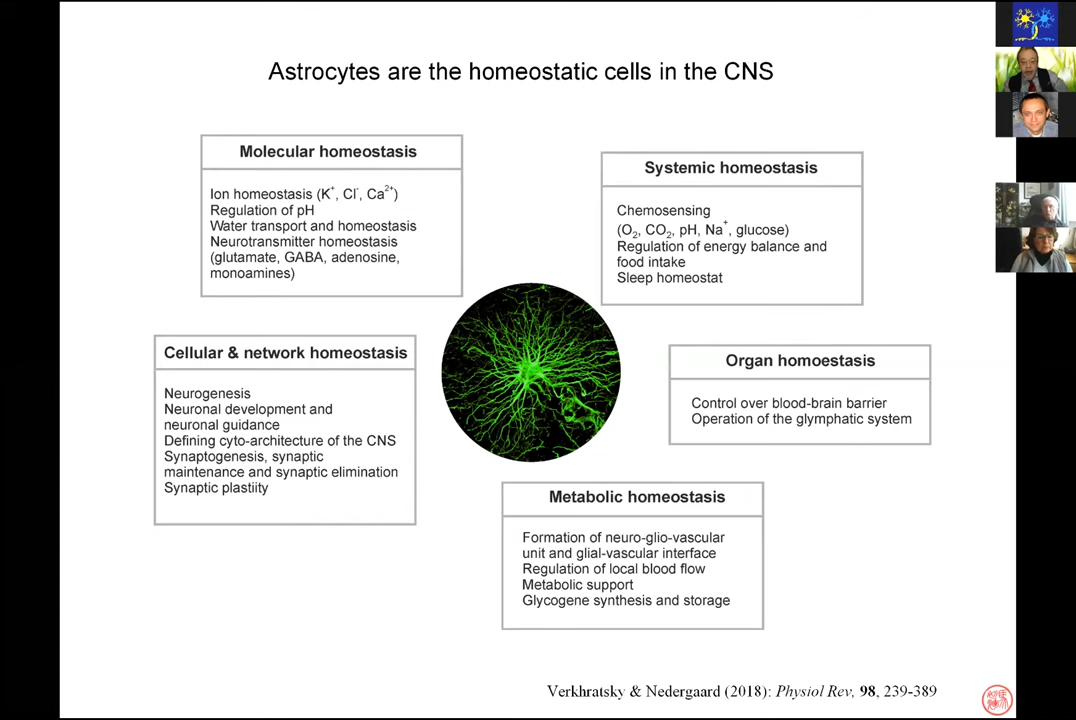 Astrocytes are the homeostatic cells in the CNS
Molecular homeostasis
Ion homeostasis (K⁺, Cl⁻, Ca²⁺)
Regulation of pH
Water transport and homeostasis
Neurotransmitter homeostasis
(glutamate, GABA, adenosine,
monoamines)
Systemic homeostasis
Chemosensing
(O₂, CO₂, pH, Na⁺, glucose)
Regulation of energy balance and
food intake
Sleep homeostat
Cellular & network homeostasis
Neurogenesis
Neuronal development and
neuronal guidance
Defining cyto-architecture of the CNS
Synaptogenesis, synaptic
maintenance and synaptic elimination
Synaptic plastiity
Organ homoestasis
Control over blood-brain barrier
Operation of the glymphatic system
Metabolic homeostasis
Formation of neuro-glio-vascular
unit and glial-vascular interface
Regulation of local blood flow
Metabolic support
Glycogene synthesis and storage
Verkhratsky & Nedergaard (2018): Physiol Rev, 98, 239-389